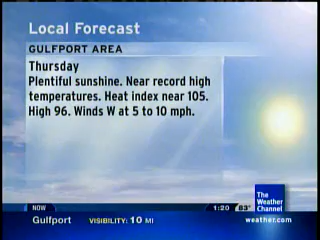 Local Forecast
GULFPORT AREA
Thursday
Plentiful sunshine. Near record high
temperatures. Heat index near 105.
High 96. Winds W at 5 to 10 mph.
NOW
1:20 83°
The
Weather
Channel
Gulfport VISIBILITY: 10 MI
weather.com